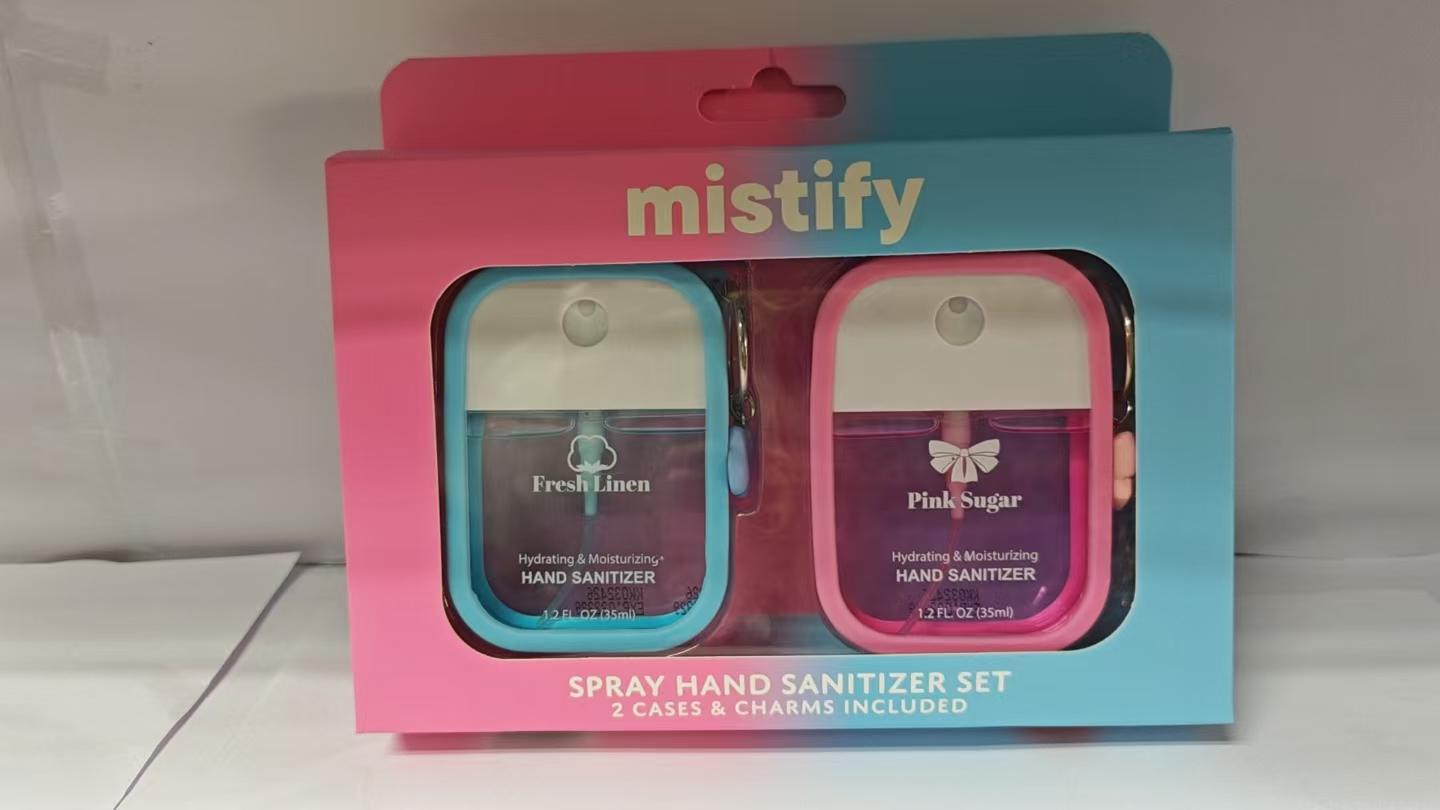 mistify
Fresh Linen
Hydrating & Moisturizing
HAND SANITIZER
1.2 FL. OZ (35ml)
Pink Sugar
Hydrating & Moisturizing
HAND SANITIZER
1.2 FL. OZ (35ml)
SPRAY HAND SANITIZER SET
2 CASES & CHARMS INCLUDED